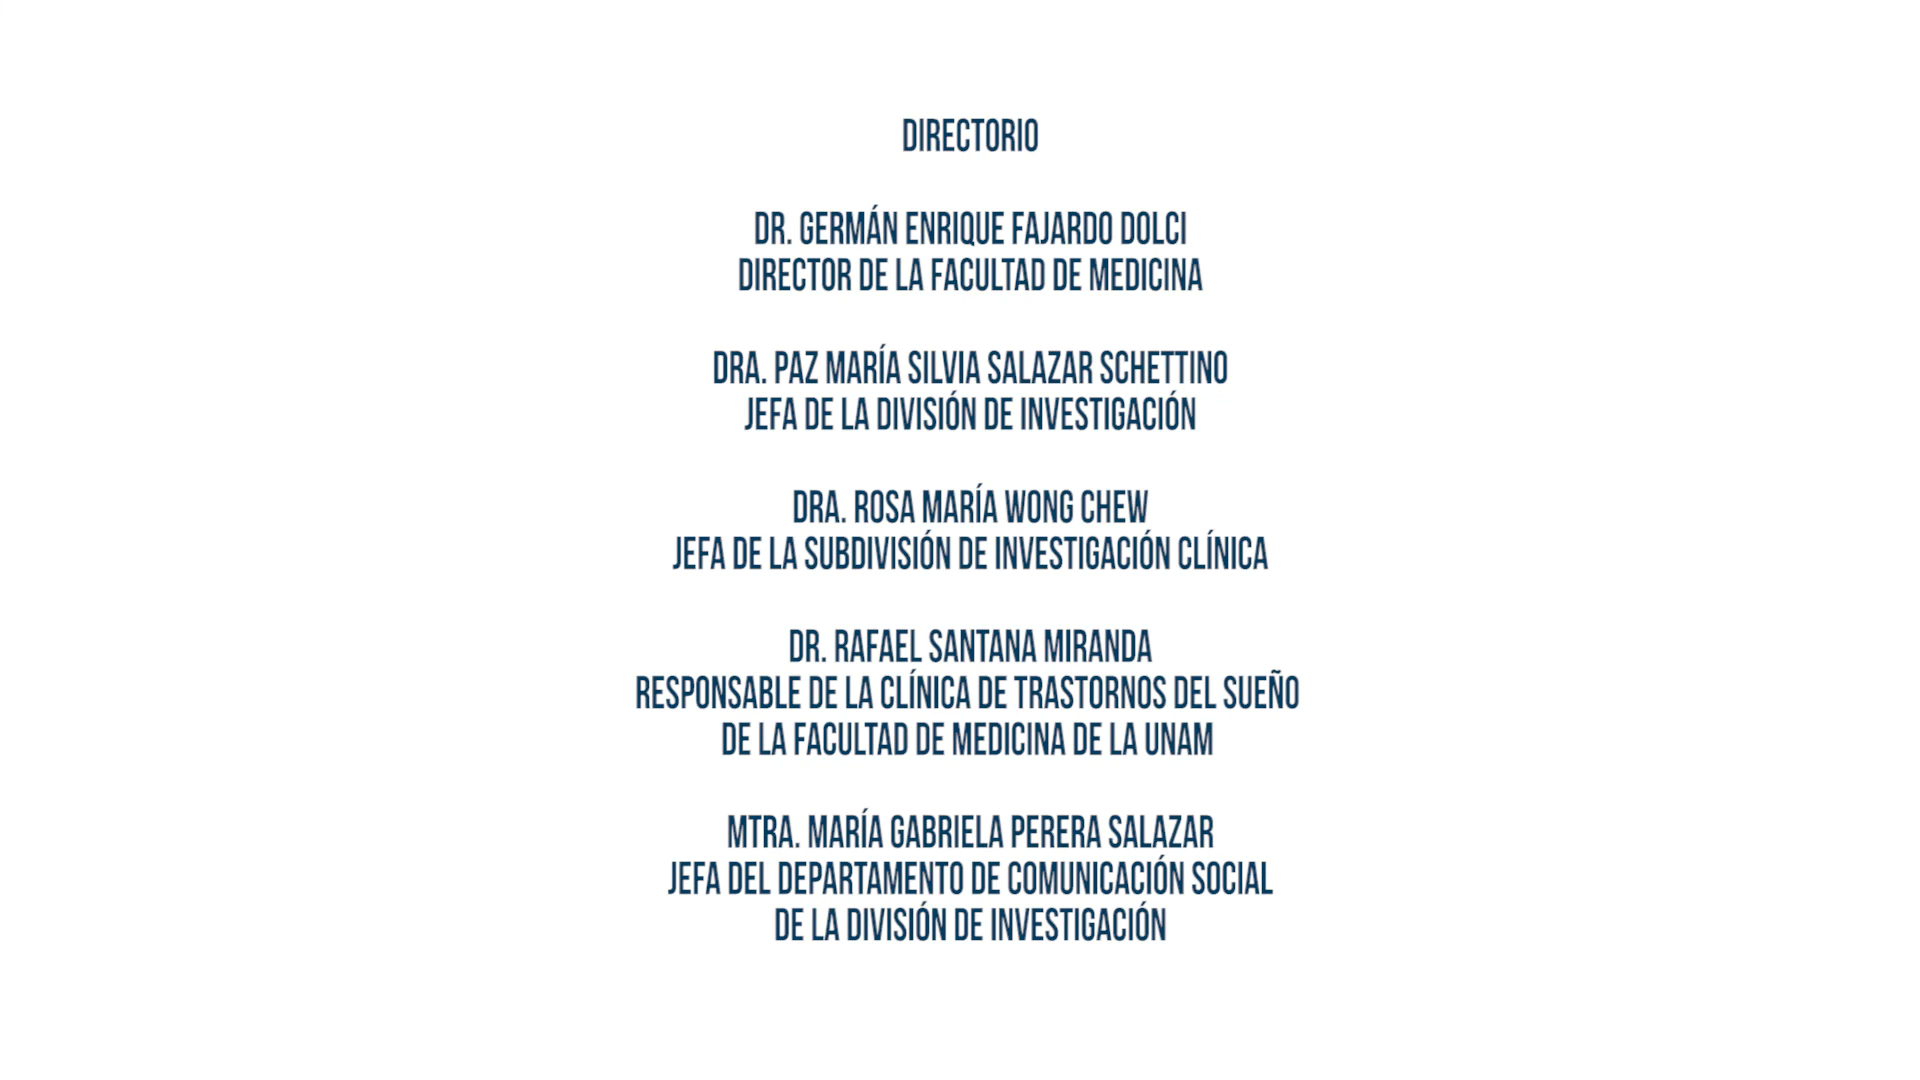 DIRECTORIO
DR. GERMÁN ENRIQUE FAJARDO DOLCI
DIRECTOR DE LA FACULTAD DE MEDICINA
DRA. PAZ MARÍA SILVIA SALAZAR SCHETTINO
JEFA DE LA DIVISIÓN DE INVESTIGACIÓN
DRA. ROSA MARÍA WONG CHEW
JEFA DE LA SUBDIVISIÓN DE INVESTIGACIÓN CLÍNICA
DR. RAFAEL SANTANA MIRANDA
RESPONSABLE DE LA CLÍNICA DE TRASTORNOS DEL SUEÑO
DE LA FACULTAD DE MEDICINA DE LA UNAM
MTRA. MARÍA GABRIELA PERERA SALAZAR
JEFA DEL DEPARTAMENTO DE COMUNICACIÓN SOCIAL
DE LA DIVISIÓN DE INVESTIGACIÓN